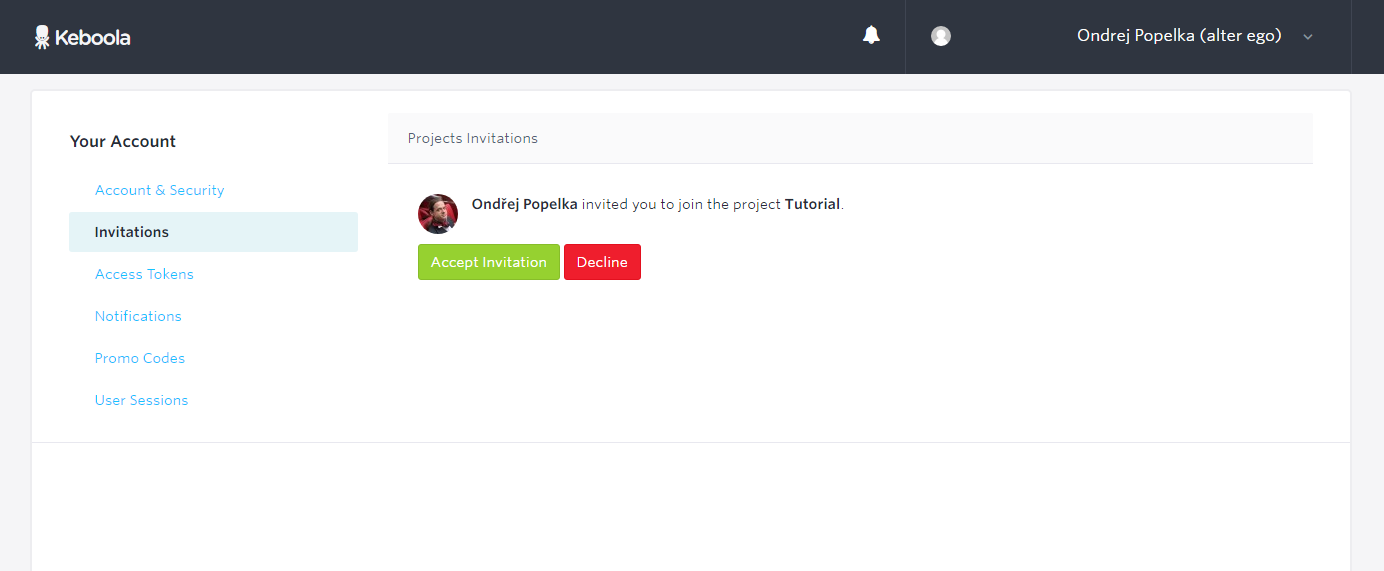 Keboola
Ondrej Popelka (alter ego)
Your Account
Account & Security
Invitations
Access Tokens
Notifications
Promo Codes
User Sessions
Projects Invitations
Ondřej Popelka invited you to join the project Tutorial.
Accept Invitation Decline